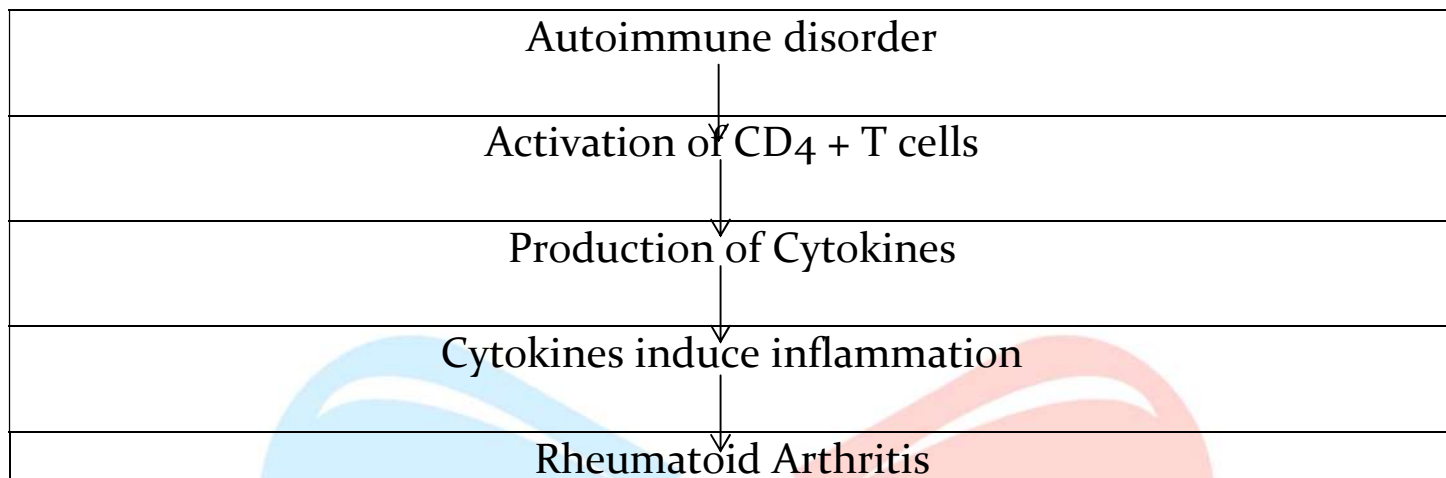 Autoimmune disorder
Activation of CD4 + T cells
Production of Cytokines
Cytokines induce inflammation
Rheumatoid Arthritis